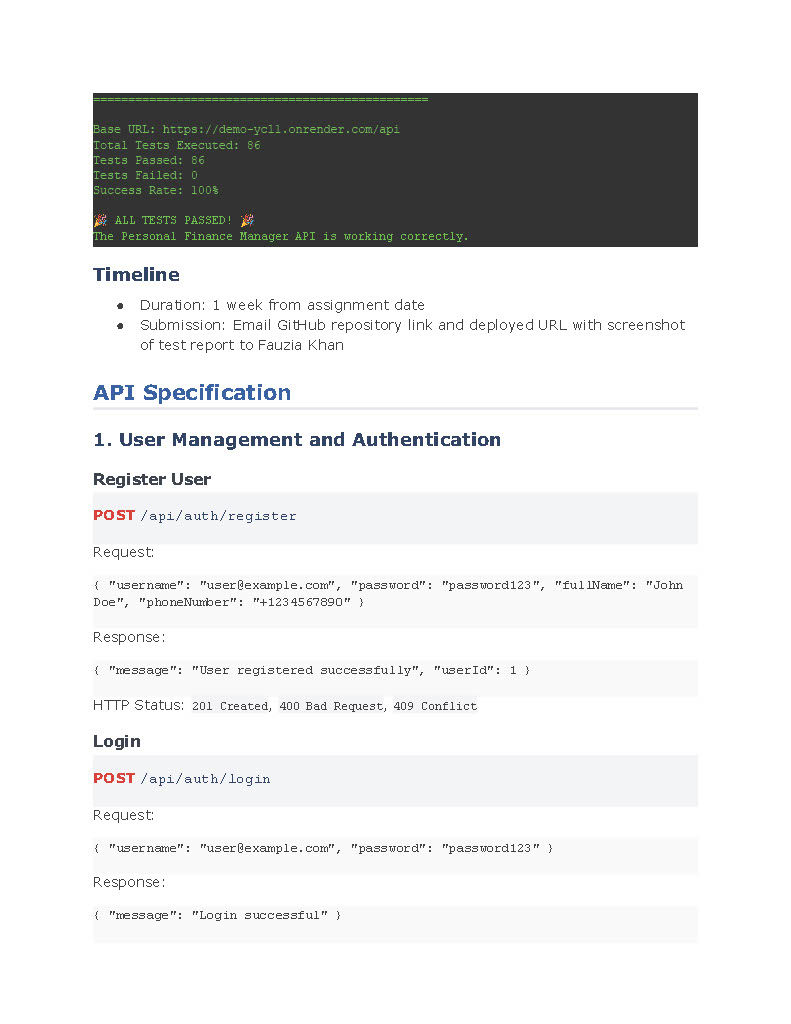 ================================================
Base URL: https://demo-ycll.onrender.com/api
Total Tests Executed: 86
Tests Passed: 86
Tests Failed: 0
Success Rate: 100%
🎉 ALL TESTS PASSED! 🎉
The Personal Finance Manager API is working correctly.
Timeline
● Duration: 1 week from assignment date
● Submission: Email GitHub repository link and deployed URL with screenshot
of test report to Fauzia Khan
API Specification
1. User Management and Authentication
Register User
POST /api/auth/register
Request:
{ "username": "user@example.com", "password": "password123", "fullName": "John
Doe", "phoneNumber": "+1234567890" }
Response:
{ "message": "User registered successfully", "userId": 1 }
HTTP Status: 201 Created, 400 Bad Request, 409 Conflict
Login
POST /api/auth/login
Request:
{ "username": "user@example.com", "password": "password123" }
Response:
{ "message": "Login successful" }